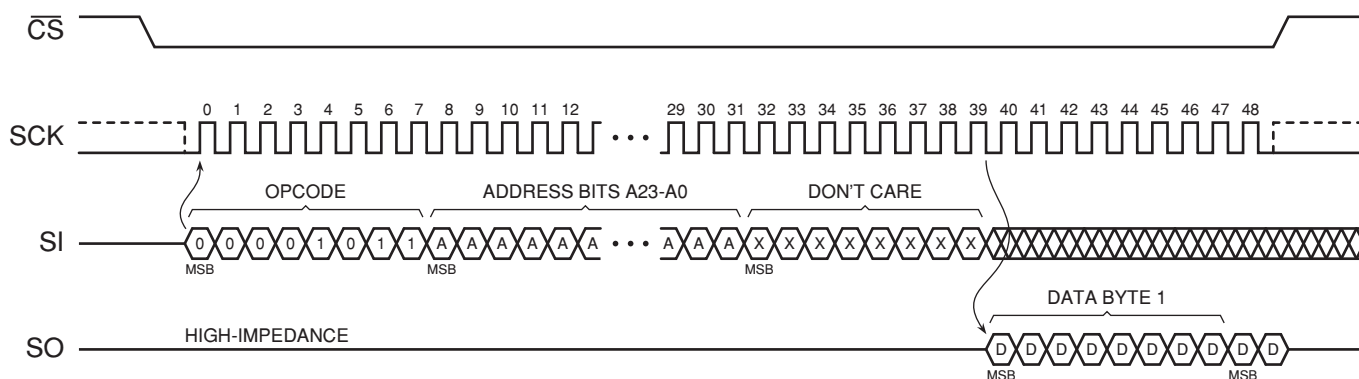 CS
0 1 2 3 4 5 6 7 8 9 10 11 12 29 30 31 32 33 34 35 36 37 38 39 40 41 42 43 44 45 46 47 48
SCK
OPCODE ADDRESS BITS A23-A0 DON'T CARE
SI 0 0 0 0 1 0 1 1 A A A A A A • • • A A A X X X X X X X X
MSB MSB MSB
DATA BYTE 1
HIGH-IMPEDANCE
SO D D D D D D D D D D
MSB MSB